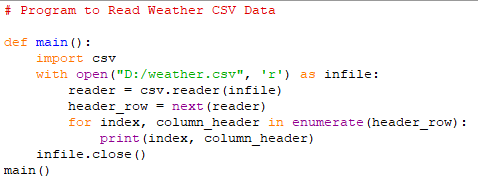 # Program to Read Weather CSV Data
def main():
    import csv
    with open("D:/weather.csv", 'r') as infile:
        reader = csv.reader(infile)
        header_row = next(reader)
        for index, column_header in enumerate(header_row):
            print(index, column_header)
    infile.close()
main()